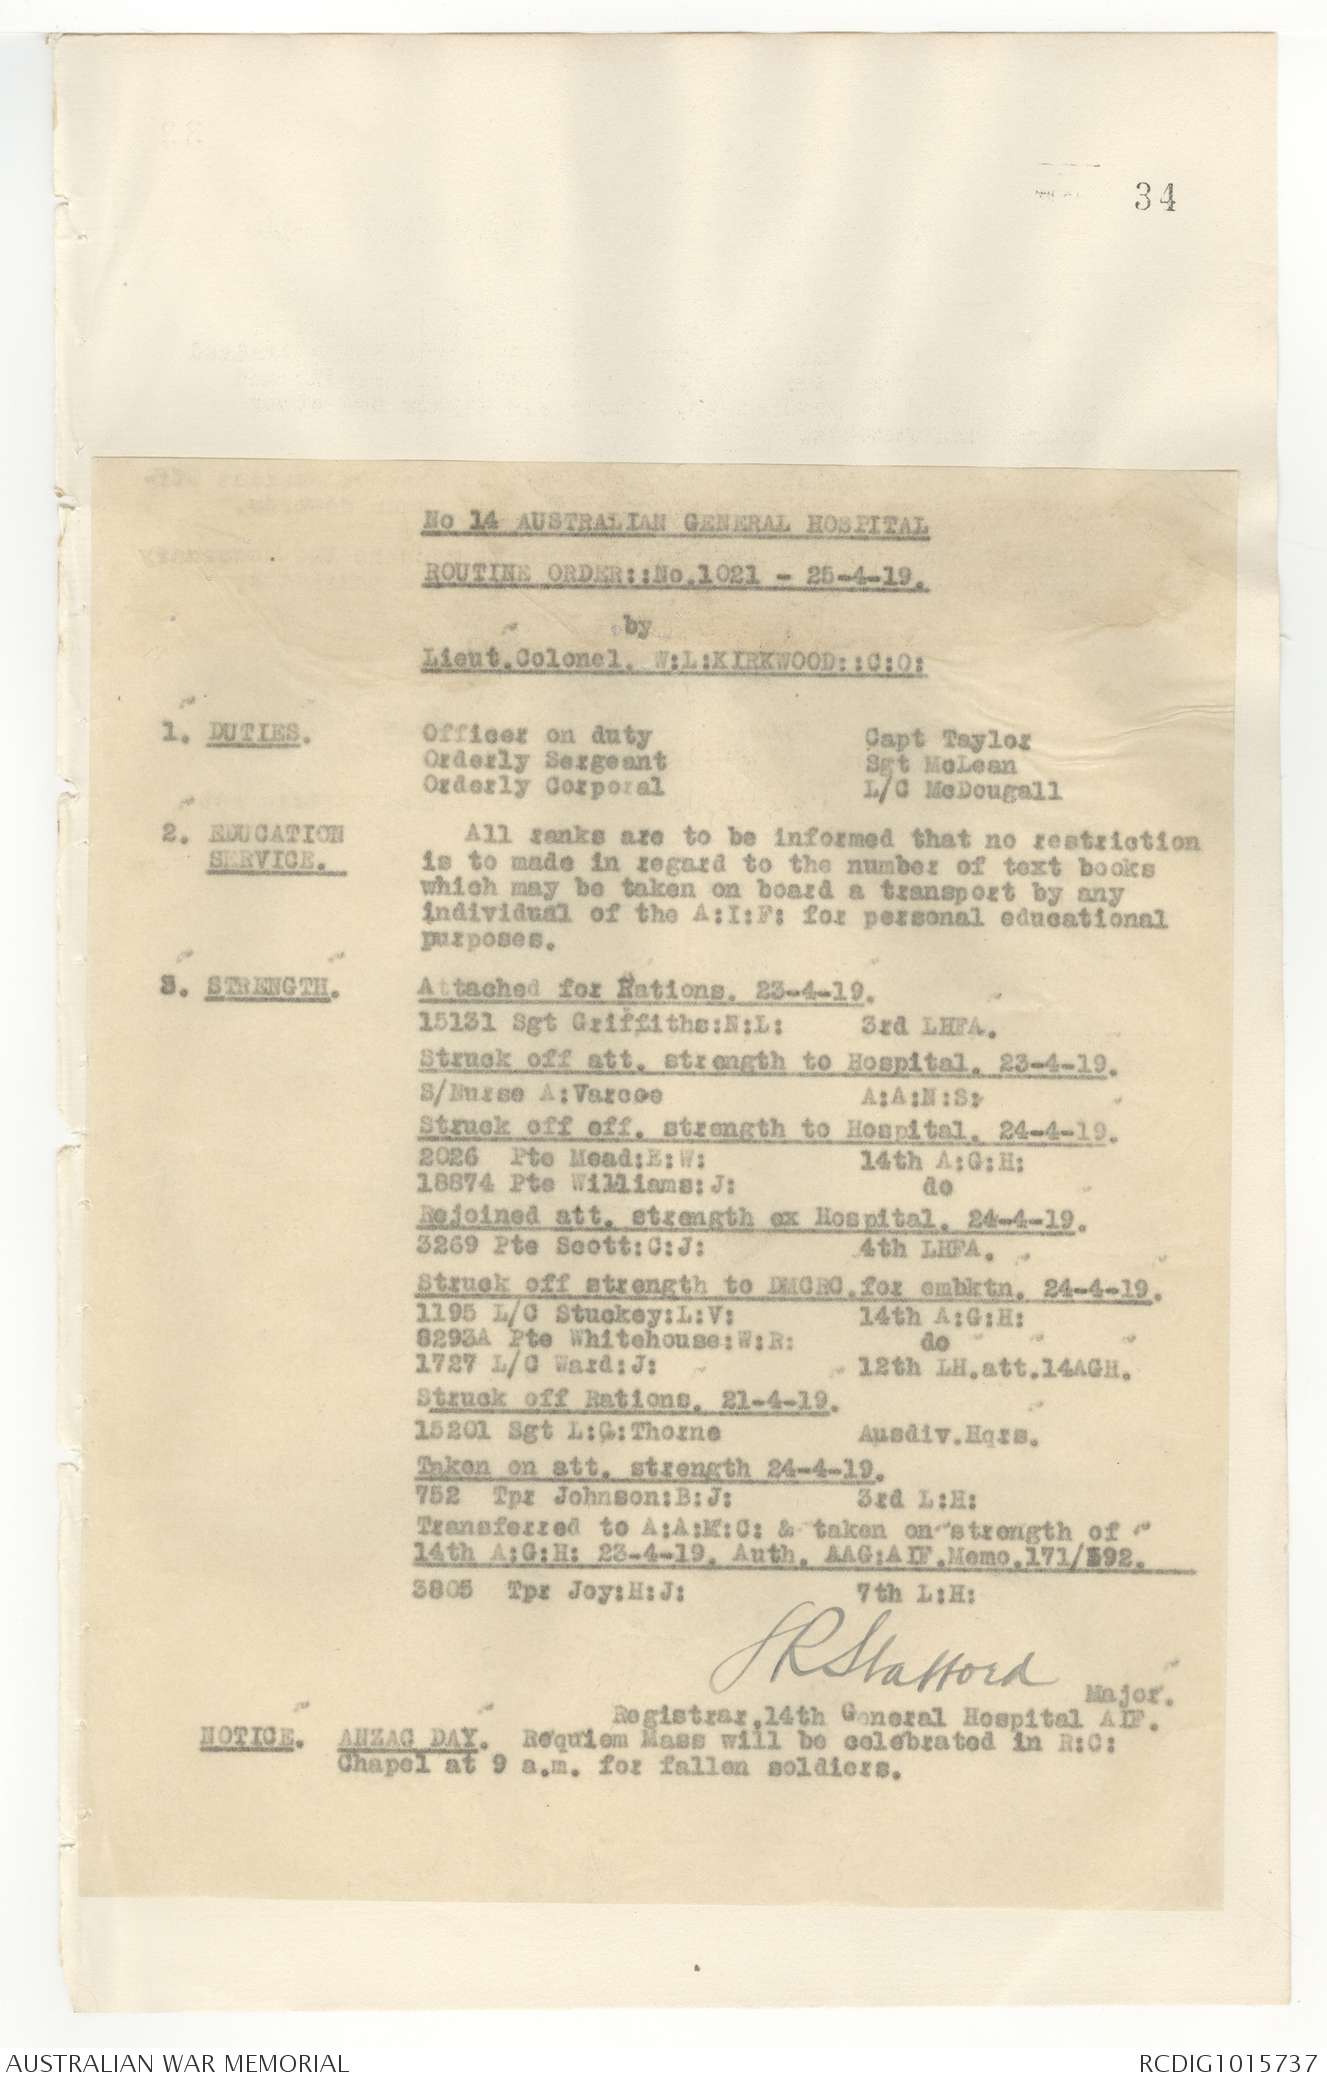 34
No 14 AUSTRALIAN GENERAL HOSPITAL
ROUTINE ORDER::No.1021 - 25-4-19.
by
Lieut.Colonel. W:L:KIRKWOOD::C:O:
1. DUTIES. Officer on duty Capt Taylor
Orderly Sergeant Sgt McLean
Orderly Corporal L/C McDougall
2. EDUCATION All ranks are to be informed that no restriction
SERVICE. is to made in regard to the number of text books
which may be taken on board a transport by any
individual of the A:I:F: for personal educational
purposes.
3. STRENGTH. Attached for Rations. 23-4-19.
15131 Sgt Griffiths:N:L: 3rd LHFA.
Struck off att. strength to Hospital. 23-4-19.
S/Nurse A:Varcoe A:A:N:S:
Struck off eff. strength to Hospital. 24-4-19.
2026 Pte Mead:E:W: 14th A:G:H:
18874 Pte Williams:J: do
Rejoined att. strength ex Hospital. 24-4-19.
3269 Pte Scott:C:J: 4th LHFA.
Struck off strength to DMCRC.for embktn. 24-4-19.
1195 L/C Stuckey:L:V: 14th A:G:H:
8293A Pte Whitehouse:W:R: do
1727 L/C Ward:J: 12th LH.att.14AGH.
Struck off Rations. 21-4-19.
15201 Sgt L:G:Thorne Ausdiv.Hqrs.
Taken on att. strength 24-4-19.
752 Tpr Johnson:B:J: 3rd L:H:
Transferred to A:A:M:C: & taken on strength of
14th A:G:H: 23-4-19. Auth. AAG:AIF.Memo.171/392.
3805 Tpr Joy:H:J: 7th L:H:
Stafford
Major.
Registrar.14th General Hospital AIF.
NOTICE. ANZAC DAY. Requiem Mass will be celebrated in R:C:
Chapel at 9 a.m. for fallen soldiers.
AUSTRALIAN WAR MEMORIAL RCDIG1015737